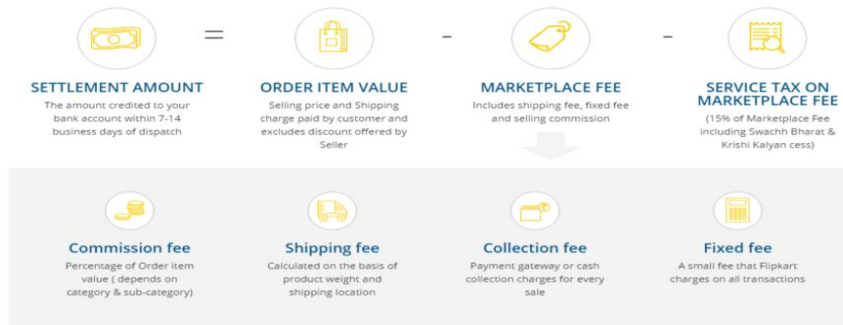 =
-
-
SETTLEMENT AMOUNT
The amount credited to your
bank account within 7-14
business days of dispatch
ORDER ITEM VALUE
Selling price and Shipping
charge paid by customer and
excludes discount offered by
Seller
MARKETPLACE FEE
Includes shipping fee, fixed fee
and selling commission
SERVICE TAX ON
MARKETPLACE FEE
(15% of Marketplace Fee
including Swachh Bharat &
Krishi Kalyan cess)
Commission fee
Percentage of Order item
value ( depends on
category & sub-category)
Shipping fee
Calculated on the basis of
product weight and
shipping location
Collection fee
Payment gateway or cash
collection charges for every
sale
Fixed fee
A small fee that Flipkart
charges on all transactions